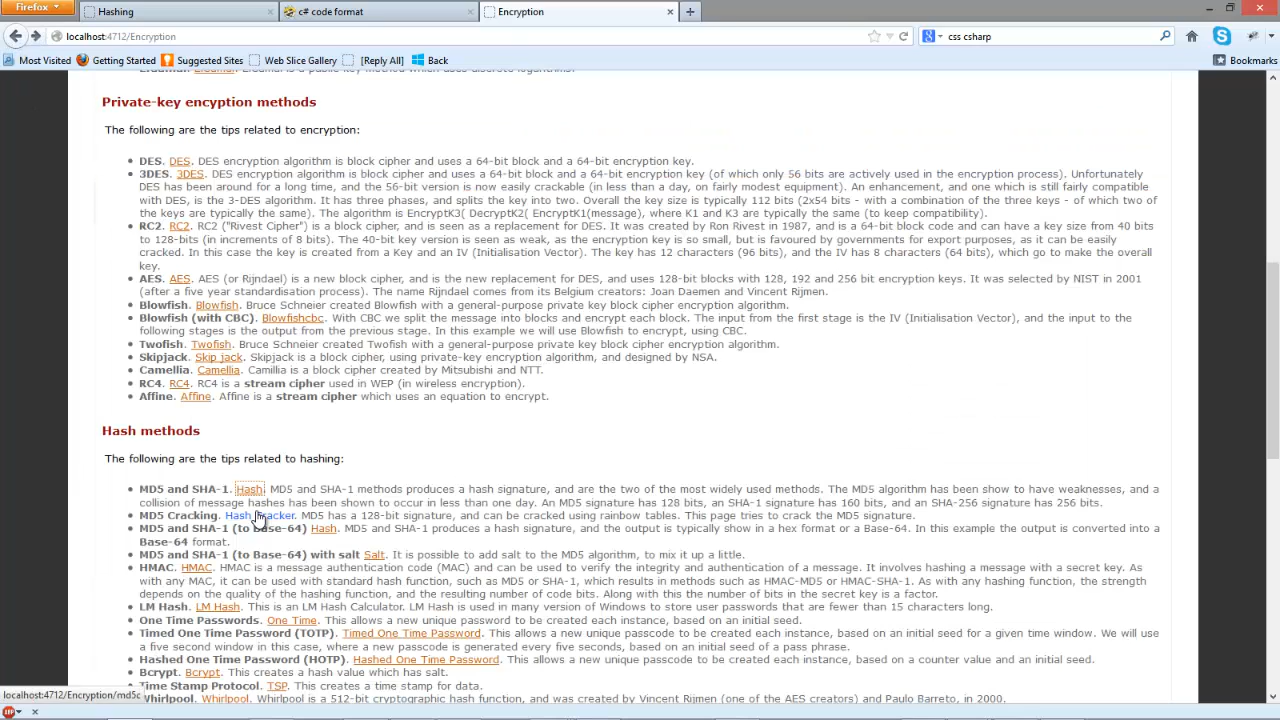 Firefox
Hashing
c# code format
Encryption
localhost:4712/Encryption
css csharp
Most Visited
Getting Started
Suggested Sites
Web Slice Gallery
[Reply All]
Back
Bookmarks
Private-key encyption methods
The following are the tips related to encryption:
DES. DES. DES encryption algorithm is block cipher and uses a 64-bit block and a 64-bit encryption key.
3DES. 3DES. DES encryption algorithm is block cipher and uses a 64-bit block and a 64-bit encryption key (of which only 56 bits are actively used in the encryption process). Unfortunately
DES has been around for a long time, and the 56-bit version is now easily crackable (in less than a day, on fairly modest equipment). An enhancement, and one which is still fairly compatible
with DES, is the 3-DES algorithm. It has three phases, and splits the key into two. Overall the key size is typically 112 bits (2x54 bits - with a combination of the three keys - of which two of
the keys are typically the same). The algorithm is EncryptK3( DecryptK2( EncryptK1(message), where K1 and K3 are typically the same (to keep compatibility).
RC2. RC2. RC2 ("Rivest Cipher") is a block cipher, and is seen as a replacement for DES. It was created by Ron Rivest in 1987, and is a 64-bit block code and can have a key size from 40 bits
to 128-bits (in increments of 8 bits). The 40-bit key version is seen as weak, as the encryption key is so small, but is favoured by governments for export purposes, as it can be easily
cracked. In this case the key is created from a Key and an IV (Initialisation Vector). The key has 12 characters (96 bits), and the IV has 8 characters (64 bits), which go to make the overall
key.
AES. AES. AES (or Rijndael) is a new block cipher, and is the new replacement for DES, and uses 128-bit blocks with 128, 192 and 256 bit encryption keys. It was selected by NIST in 2001
(after a five year standardisation process). The name Rijndael comes from its Belgium creators: Joan Daemen and Vincent Rijmen.
Blowfish. Blowfish. Bruce Schneier created Blowfish with a general-purpose private key block cipher encryption algorithm.
Blowfish (with CBC). Blowfishcbc. With CBC we split the message into blocks and encrypt each block. The input from the first stage is the IV (Initialisation Vector), and the input to the
following stages is the output from the previous stage. In this example we will use Blowfish to encrypt, using CBC.
Twofish. Twofish. Bruce Schneier created Twofish with a general-purpose private key block cipher encryption algorithm.
Skipjack. Skip jack. Skipjack is a block cipher, using private-key encryption algorithm, and designed by NSA.
Camellia. Camellia. Camillia is a block cipher created by Mitsubishi and NTT.
RC4. RC4. RC4 is a stream cipher used in WEP (in wireless encryption).
Affine. Affine. Affine is a stream cipher which uses an equation to encrypt.
Hash methods
The following are the tips related to hashing:
MD5 and SHA-1. Hash. MD5 and SHA-1 methods produces a hash signature, and are the two of the most widely used methods. The MD5 algorithm has been show to have weaknesses, and a
collision of message hashes has been shown to occur in less than one day. An MD5 signature has 128 bits, an SHA-1 signature has 160 bits, and an SHA-256 signature has 256 bits.
MD5 Cracking. Hash Cracker. MD5 has a 128-bit signature, and can be cracked using rainbow tables. This page tries to crack the MD5 signature.
MD5 and SHA-1 (to Base-64) Hash. MD5 and SHA-1 produces a hash signature, and the output is typically show in a hex format or a Base-64. In this example the output is converted into a
Base-64 format.
MD5 and SHA-1 (to Base-64) with salt Salt. It is possible to add salt to the MD5 algorithm, to mix it up a little.
HMAC. HMAC. HMAC is a message authentication code (MAC) and can be used to verify the integrity and authentication of a message. It involves hashing a message with a secret key. As
with any MAC, it can be used with standard hash function, such as MD5 or SHA-1, which results in methods such as HMAC-MD5 or HMAC-SHA-1. As with any hashing function, the strength
depends on the quality of the hashing function, and the resulting number of code bits. Along with this the number of bits in the secret key is a factor.
LM Hash. LM Hash. This is an LM Hash Calculator. LM Hash is used in many version of Windows to store user passwords that are fewer than 15 characters long.
One Time Passwords. One Time. This allows a new unique password to be created each instance, based on an initial seed.
Timed One Time Password (TOTP). Timed One Time Password. This allows a new unique passcode to be created each instance, based on an initial seed for a given time window. We will use
a five second window in this case, where a new passcode is generated every five seconds, based on an initial seed of a pass phrase.
Hashed One Time Password (HOTP). Hashed One Time Password. This allows a new unique passcode to be created each instance, based on a counter value and an initial seed.
Bcrypt. Bcrypt. This creates a hash value which has salt.
Time Stamp Protocol. TSP. This creates a time stamp for data.
Whirlpool. Whirlpool. Whirlpool is a 512-bit cryptographic hash function, and was created by Vincent Rijmen (one of the AES creators) and Paulo Barreto, in 2000.
localhost:4712/Encryption/md5c